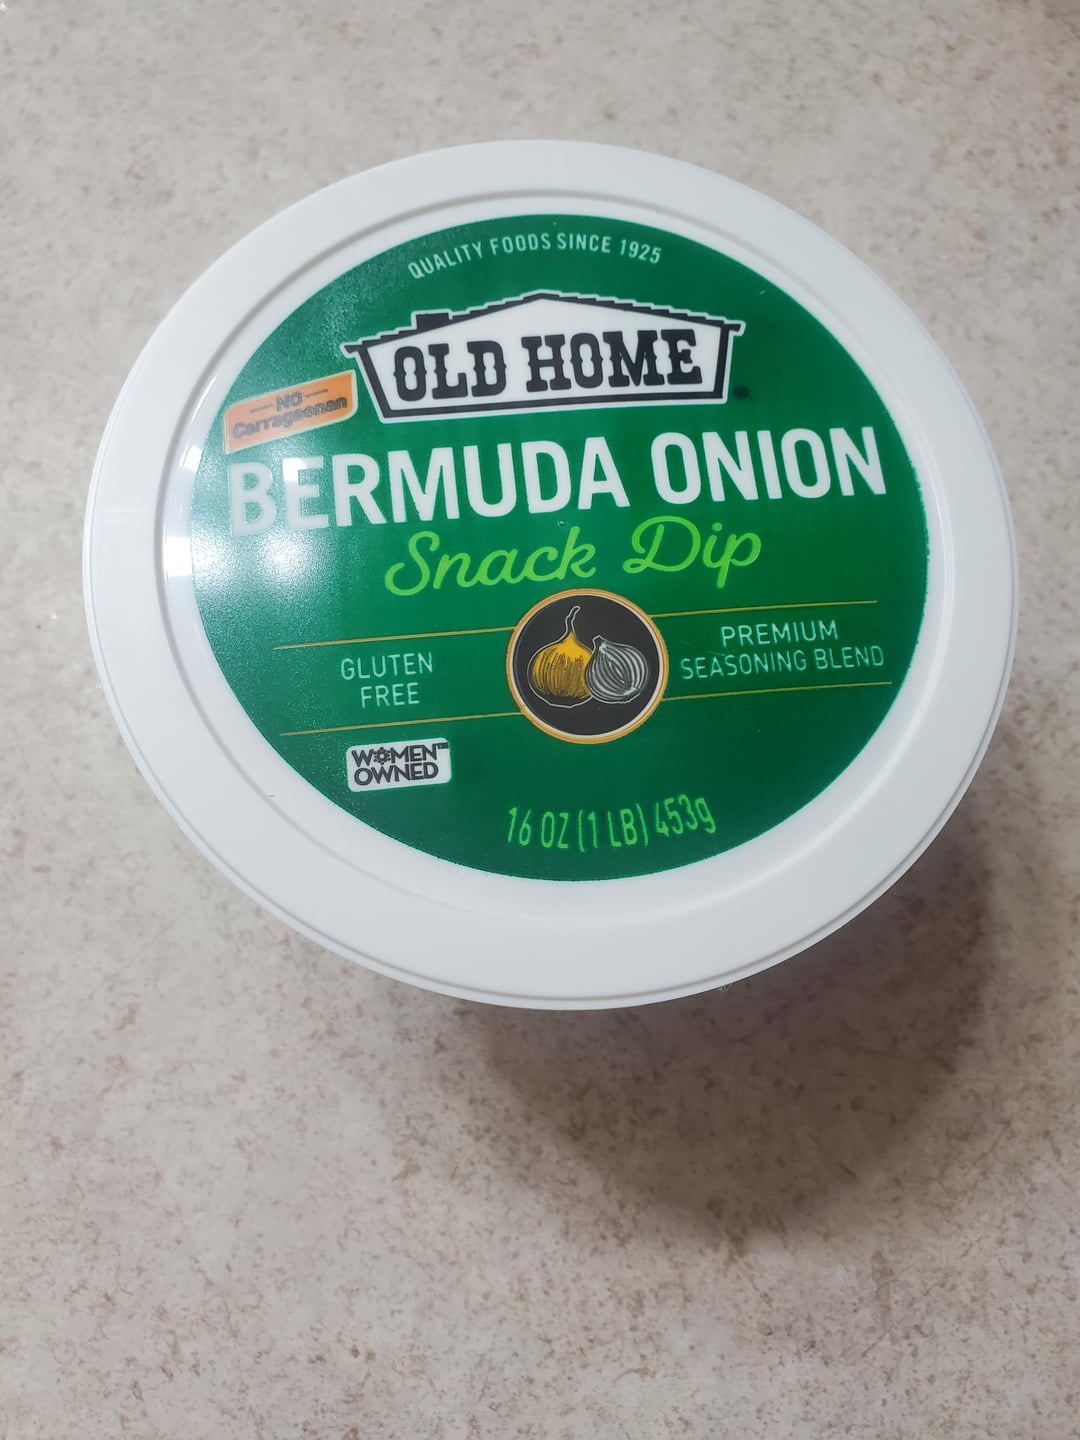 QUALITY FOODS SINCE 1925
OLD HOME
NO
Carrageenan
BERMUDA ONION
Snack Dip
GLUTEN
FREE
PREMIUM
SEASONING BLEND
WOMEN
OWNED
16 OZ (1 LB) 453g